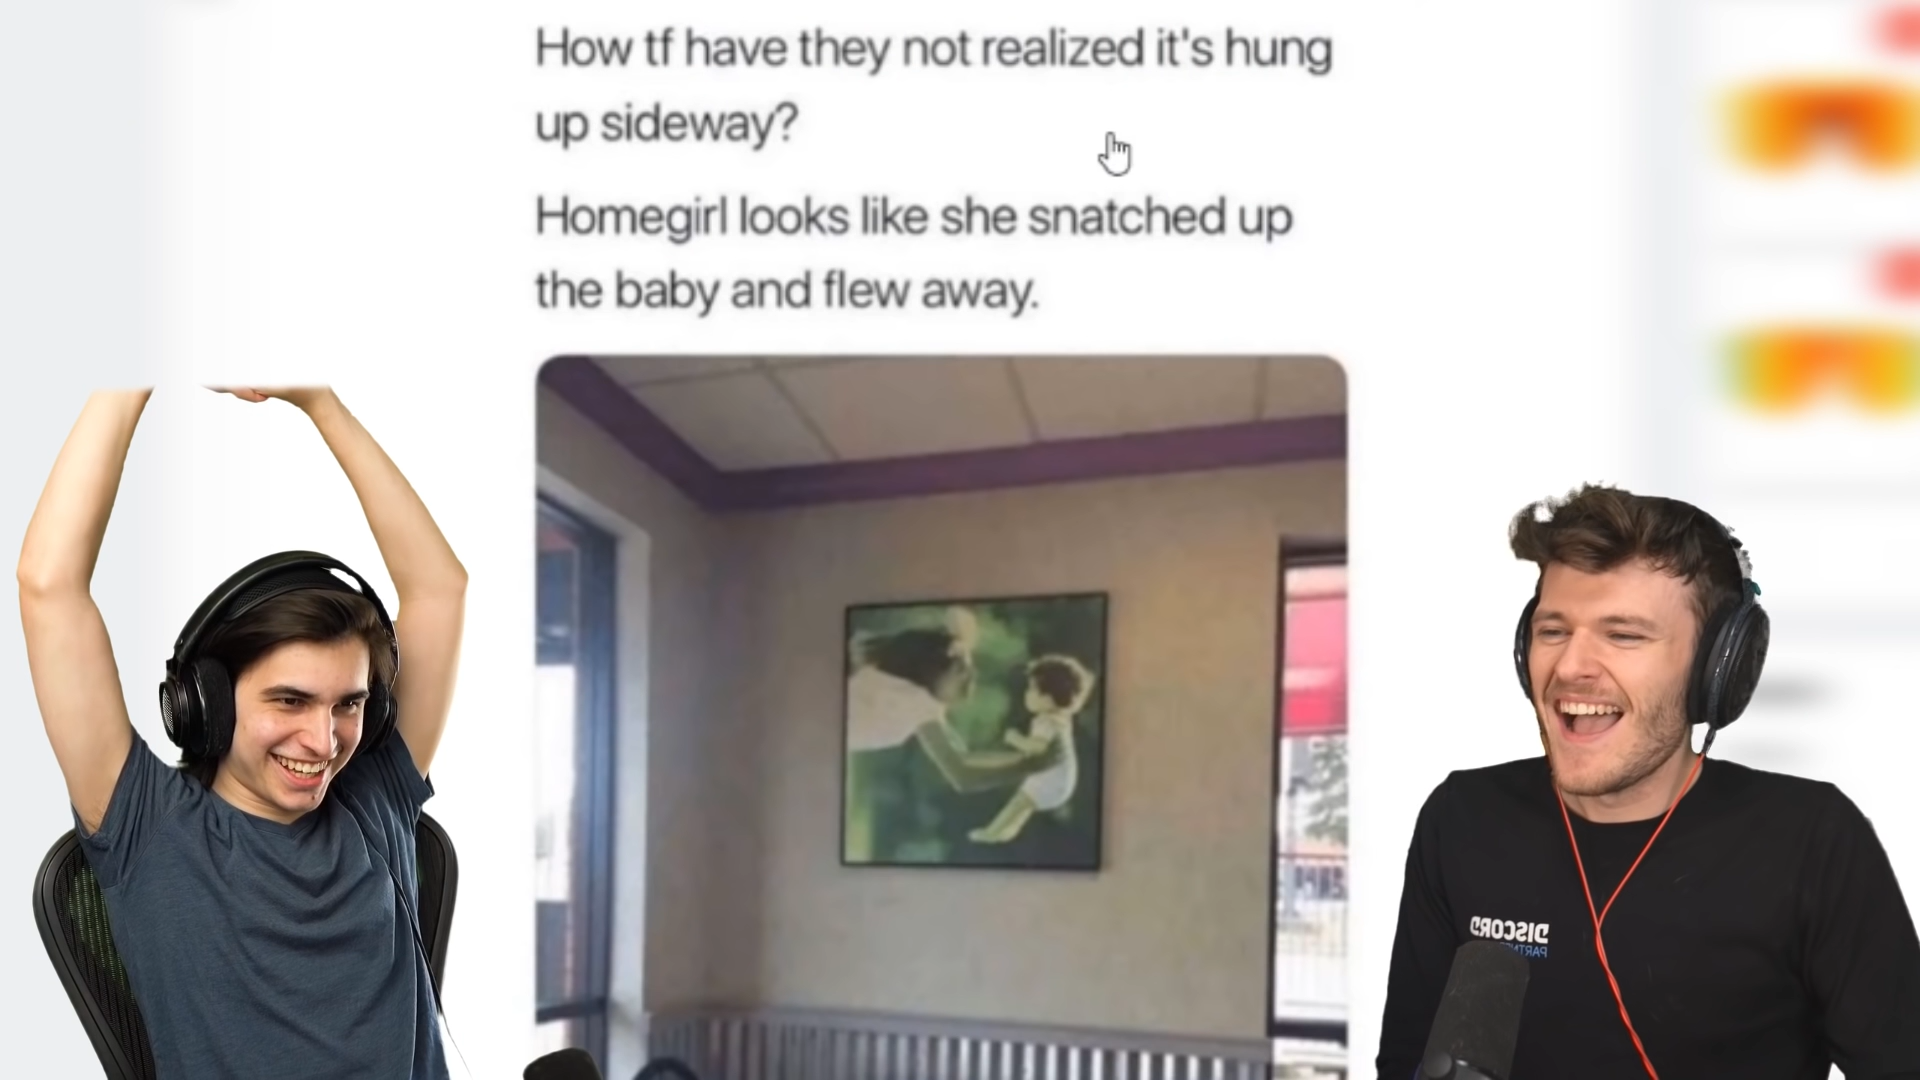 How tf have they not realized it's hung
up sideway?
Homegirl looks like she snatched up
the baby and flew away.
DISCORD